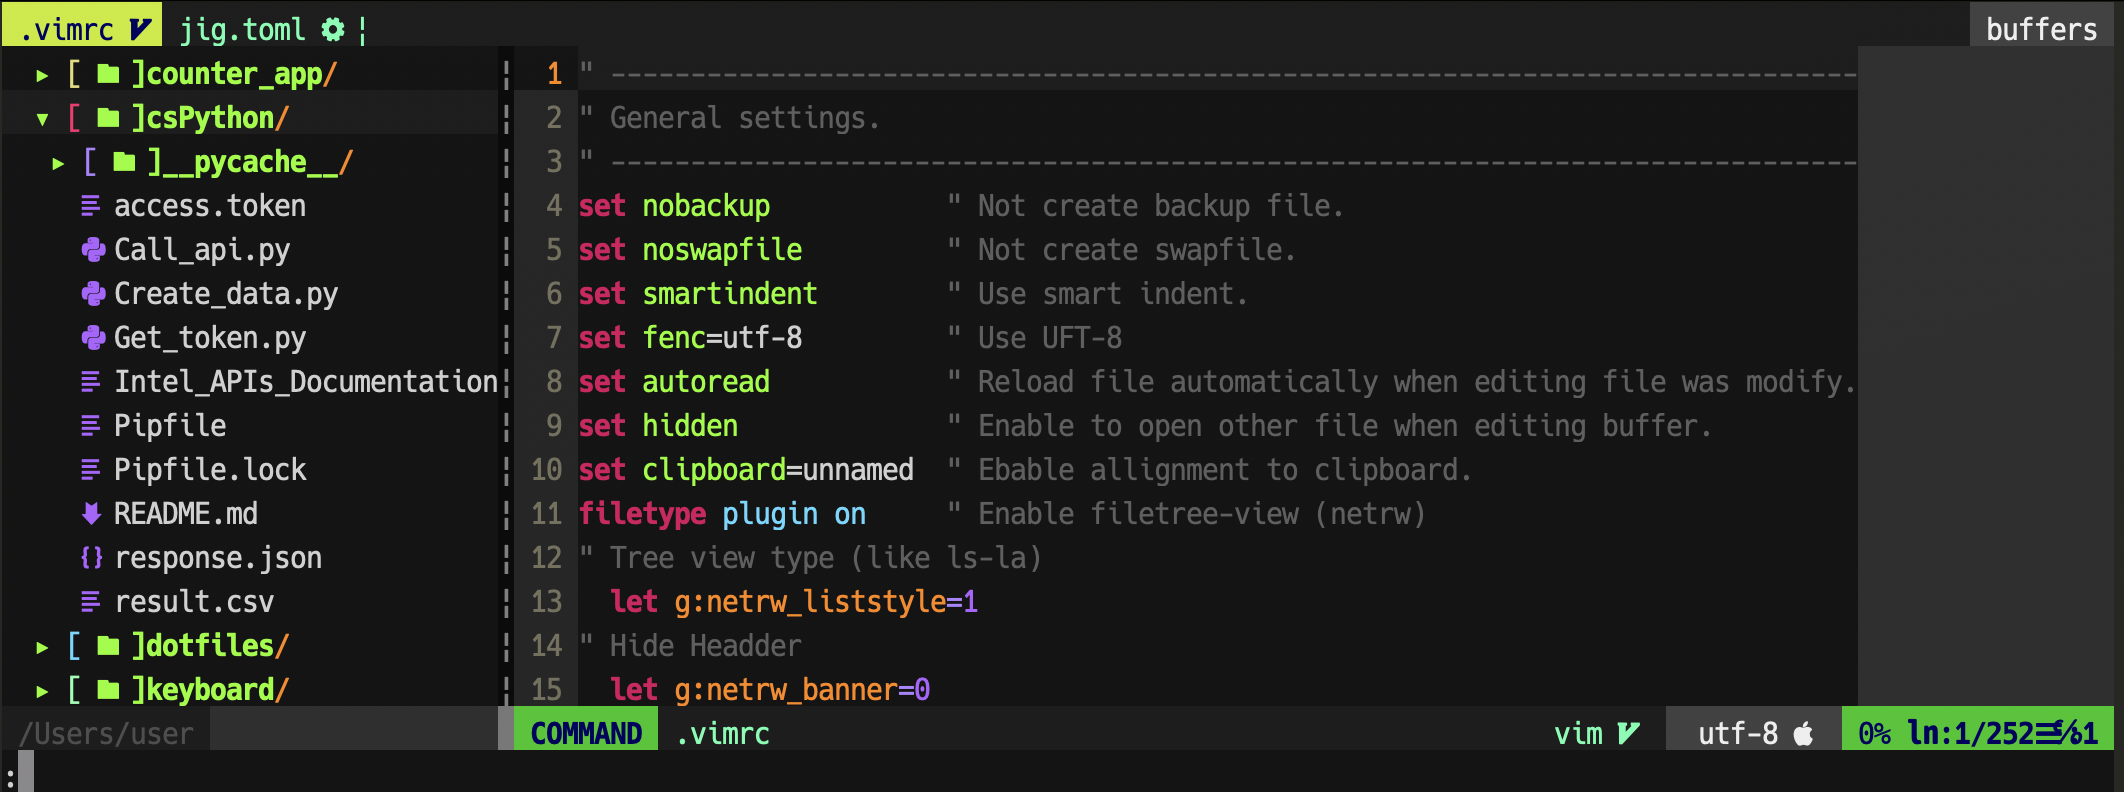 .vimrc jig.toml ¦ buffers
▸ [ ]counter_app/
▾ [ ]csPython/
▸ [ ]__pycache__/
access.token
Call_api.py
Create_data.py
Get_token.py
Intel_APIs_Documentation
Pipfile
Pipfile.lock
README.md
{} response.json
result.csv
▸ [ ]dotfiles/
▸ [ ]keyboard/
/Users/user
1 " ------------------------------------------------------------------------------
2 " General settings.
3 " ------------------------------------------------------------------------------
4 set nobackup " Not create backup file.
5 set noswapfile " Not create swapfile.
6 set smartindent " Use smart indent.
7 set fenc=utf-8 " Use UFT-8
8 set autoread " Reload file automatically when editing file was modify.
9 set hidden " Enable to open other file when editing buffer.
10 set clipboard=unnamed " Ebable allignment to clipboard.
11 filetype plugin on " Enable filetree-view (netrw)
12 " Tree view type (like ls-la)
13 let g:netrw_liststyle=1
14 " Hide Headder
15 let g:netrw_banner=0
COMMAND .vimrc vim utf-8 0% ln:1/252 1
: